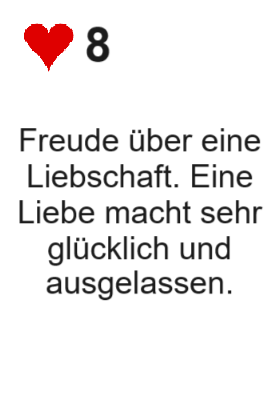 8
Freude über eine
Liebschaft. Eine
Liebe macht sehr
glücklich und
ausgelassen.